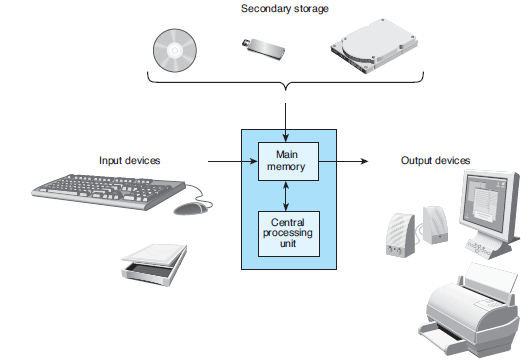 Secondary storage
Input devices
Main
memory
Output devices
Central
processing
unit